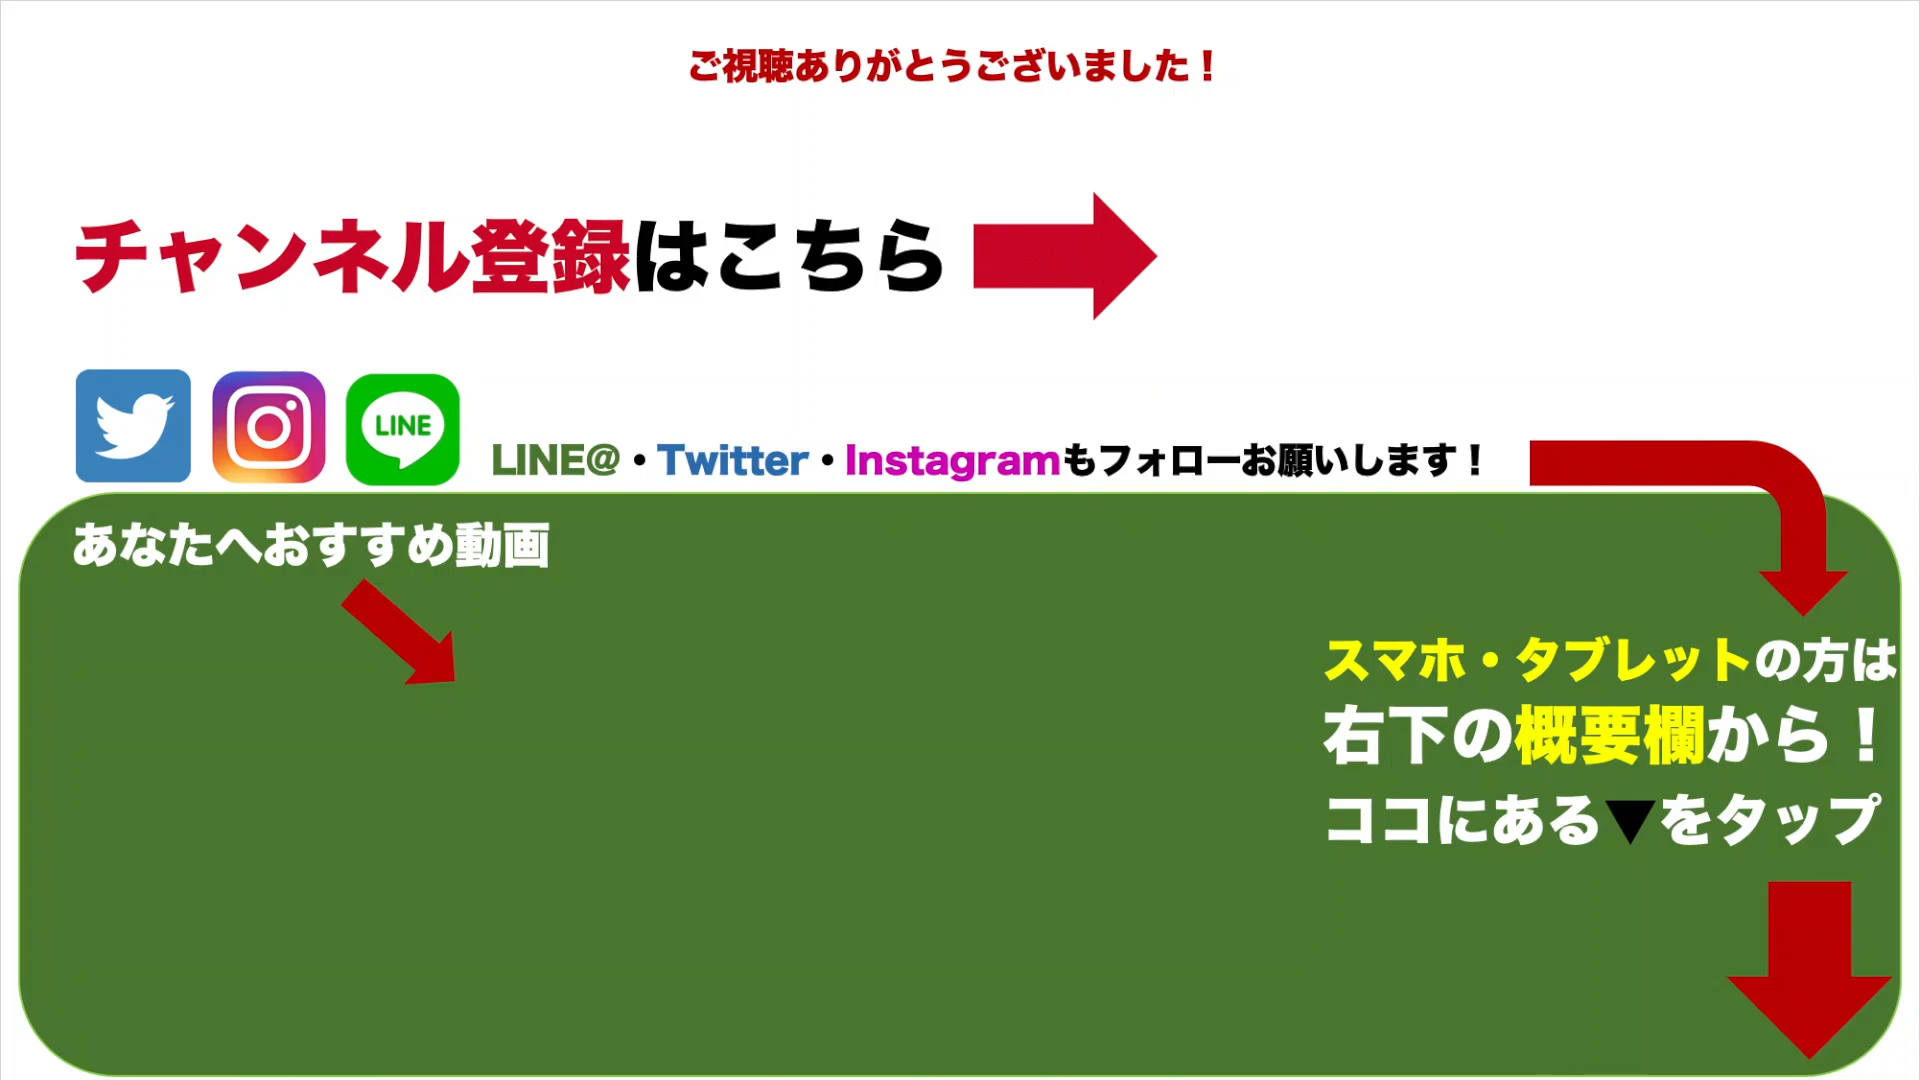 ご視聴ありがとうございました！
チャンネル登録はこちら
LINE
LINE@・Twitter・Instagramもフォローお願いします！
あなたへおすすめ動画
スマホ・タブレットの方は
右下の概要欄から！
ココにある▼をタップ